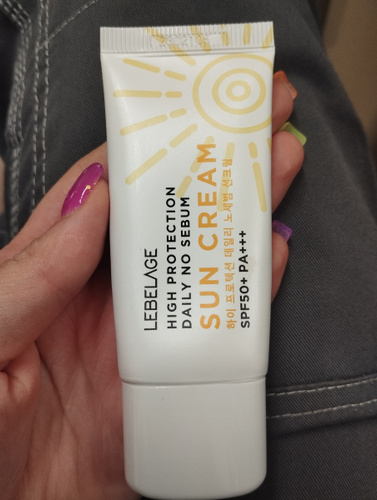 LEBELAGE
HIGH PROTECTION
DAILY NO SEBUM
SUN CREAM
하이 프로텍션 데일리 노세범 선크림
SPF50+ PA+++